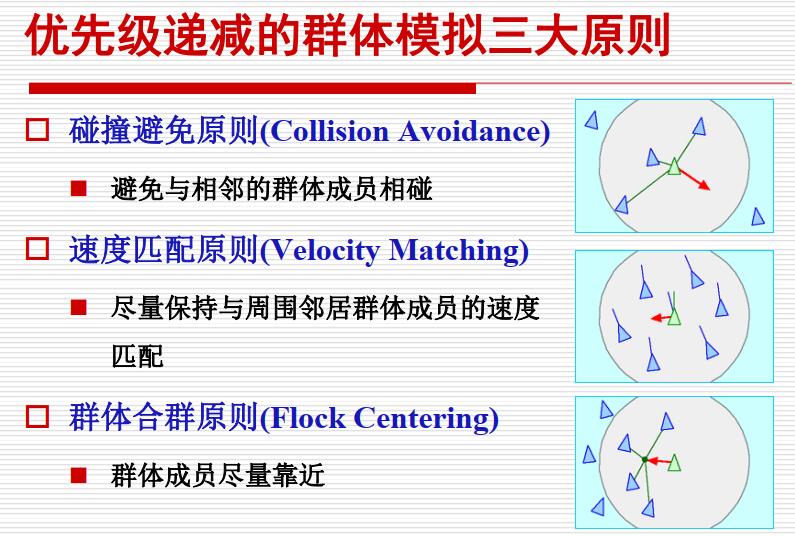 优先级递减的群体模拟三大原则
碰撞避免原则(Collision Avoidance)
避免与相邻的群体成员相碰
速度匹配原则(Velocity Matching)
尽量保持与周围邻居群体成员的速度
匹配
群体合群原则(Flock Centering)
群体成员尽量靠近